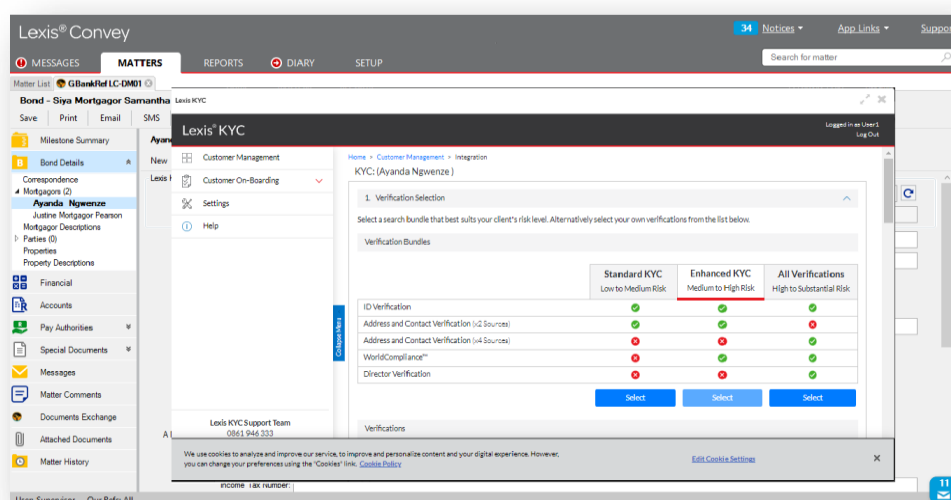 Lexis® Convey
34 Notices App Links Suppor
MESSAGES MATTERS REPORTS DIARY SETUP
Search for matter
Matter List GBankRef LC-DM01
Bond - Siya Mortgagor Samantha
Save Print Email SMS
Milestone Summary
Bond Details
Correspondence
Mortgagors (2)
Ayanda Ngwenze
Justine Mortgagor Pearson
Mortgagor Descriptions
Parties (0)
Properties
Property Descriptions
Financial
Accounts
Pay Authorities
Special Documents
Messages
Matter Comments
Documents Exchange
Attached Documents
Matter History
Ayan
New
Lexis
Lexis KYC
Lexis® KYC
Logged in as User1
Log Out
Customer Management
Customer On-Boarding
Settings
Help
Collapse Menu
Lexis KYC Support Team
0861 946 333
Home > Customer Management > Integration
KYC: (Ayanda Ngwenze )
1. Verification Selection
Select a search bundle that best suits your client's risk level. Alternatively select your own verifications from the list below.
Verification Bundles
Standard KYC Enhanced KYC All Verifications
Low to Medium Risk Medium to High Risk High to Substantial Risk
ID Verification
Address and Contact Verification (x2 Sources)
Address and Contact Verification (x4 Sources)
WorldCompliance™
Director Verification
Select Select Select
Verifications
We use cookies to analyze and improve our service, to improve and personalize content and your digital experience. However,
you can change your preferences using the "Cookies" link. Cookie Policy
Edit Cookie Settings
Income Tax Number:
11